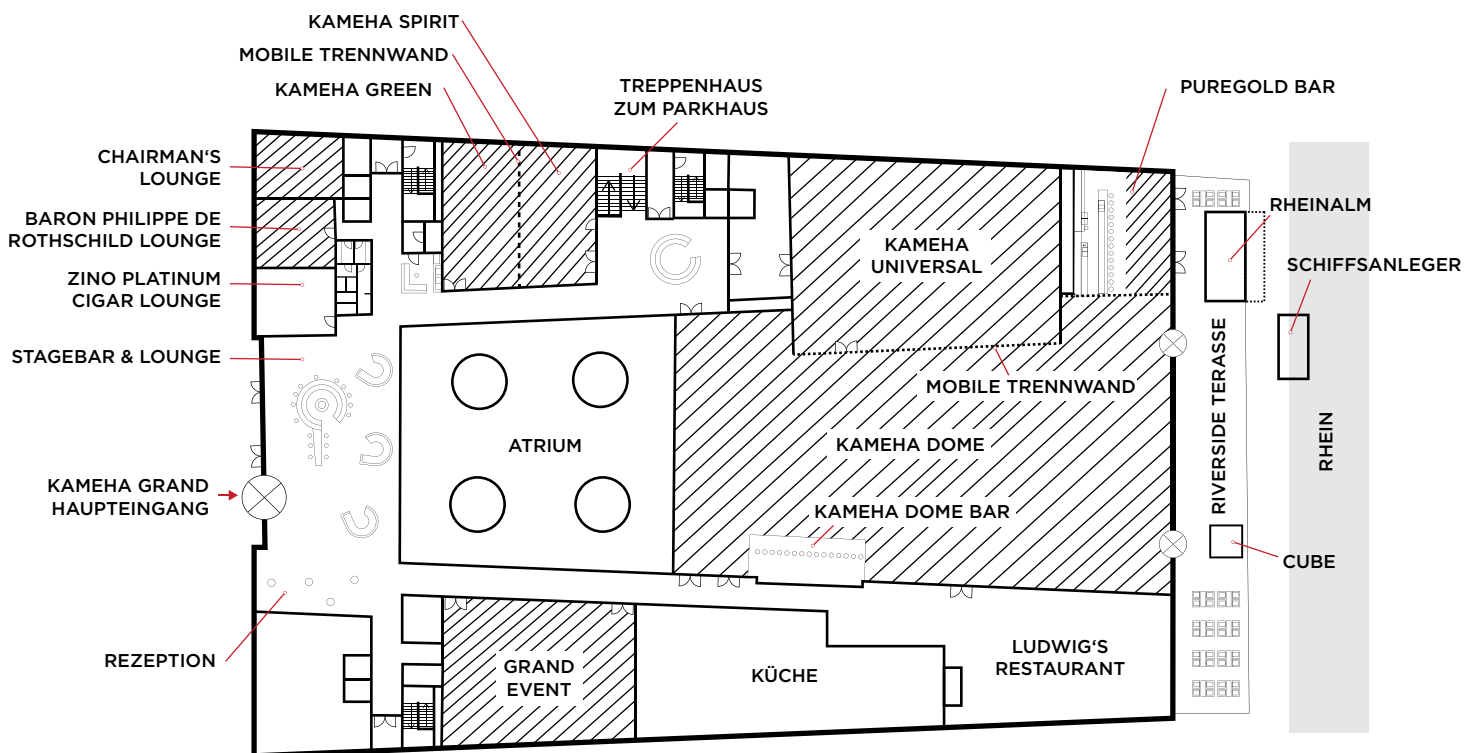 KAMEHA SPIRIT
MOBILE TRENNWAND
KAMEHA GREEN
TREPPENHAUS
ZUM PARKHAUS
PUREGOLD BAR
CHAIRMAN‘S
LOUNGE
BARON PHILIPPE DE
ROTHSCHILD LOUNGE
ZINO PLATINUM
CIGAR LOUNGE
STAGEBAR & LOUNGE
KAMEHA GRAND
HAUPTEINGANG
REZEPTION
ATRIUM
KAMEHA
UNIVERSAL
MOBILE TRENNWAND
KAMEHA DOME
KAMEHA DOME BAR
GRAND
EVENT
KÜCHE
LUDWIG‘S
RESTAURANT
RHEINALM
SCHIFFSANLEGER
RIVERSIDE TERASSE
RHEIN
CUBE